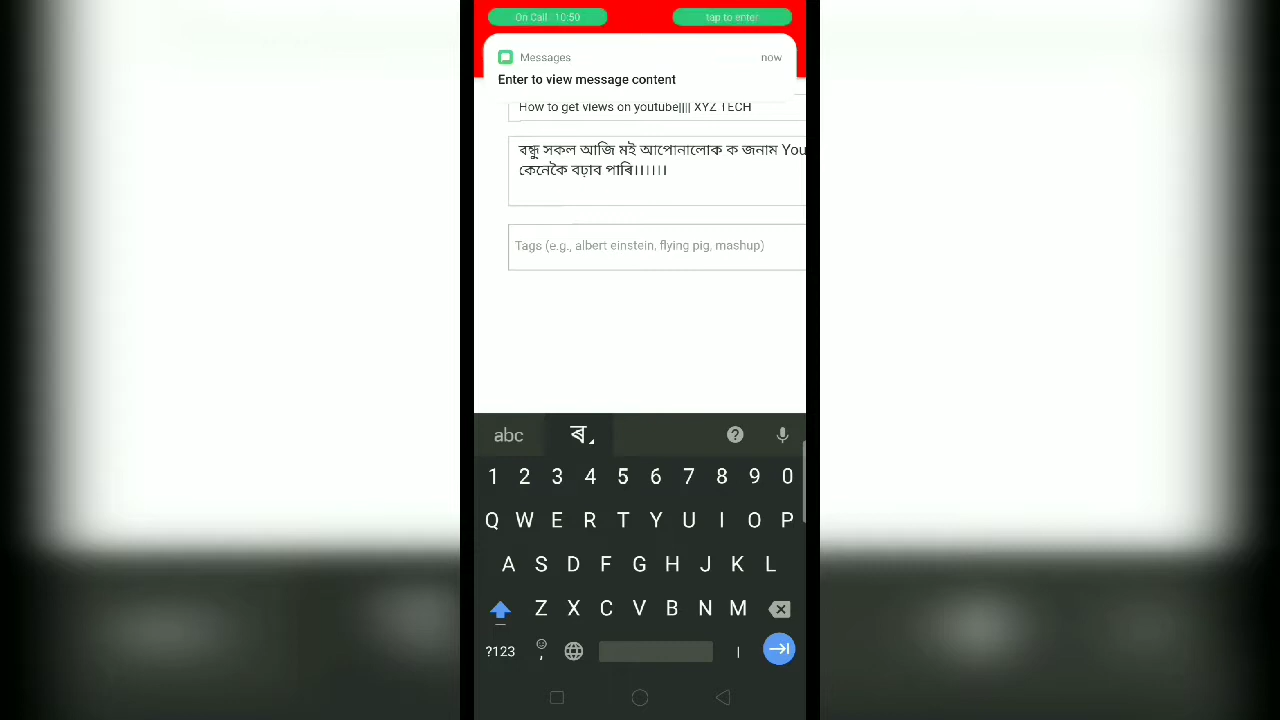 On Call 10:50
tap to enter
Messages
now
Enter to view message content
How to get views on youtube|||| XYZ TECH
বন্ধু সকল আজি মই আপোনালোক ক জনাম You
কেনেকৈ বঢ়াব পাৰি।।।।।।
Tags (e.g., albert einstein, flying pig, mashup)
abc ৰ
1 2 3 4 5 6 7 8 9 0
Q W E R T Y U I O P
A S D F G H J K L
Z X C V B N M
?123 , |